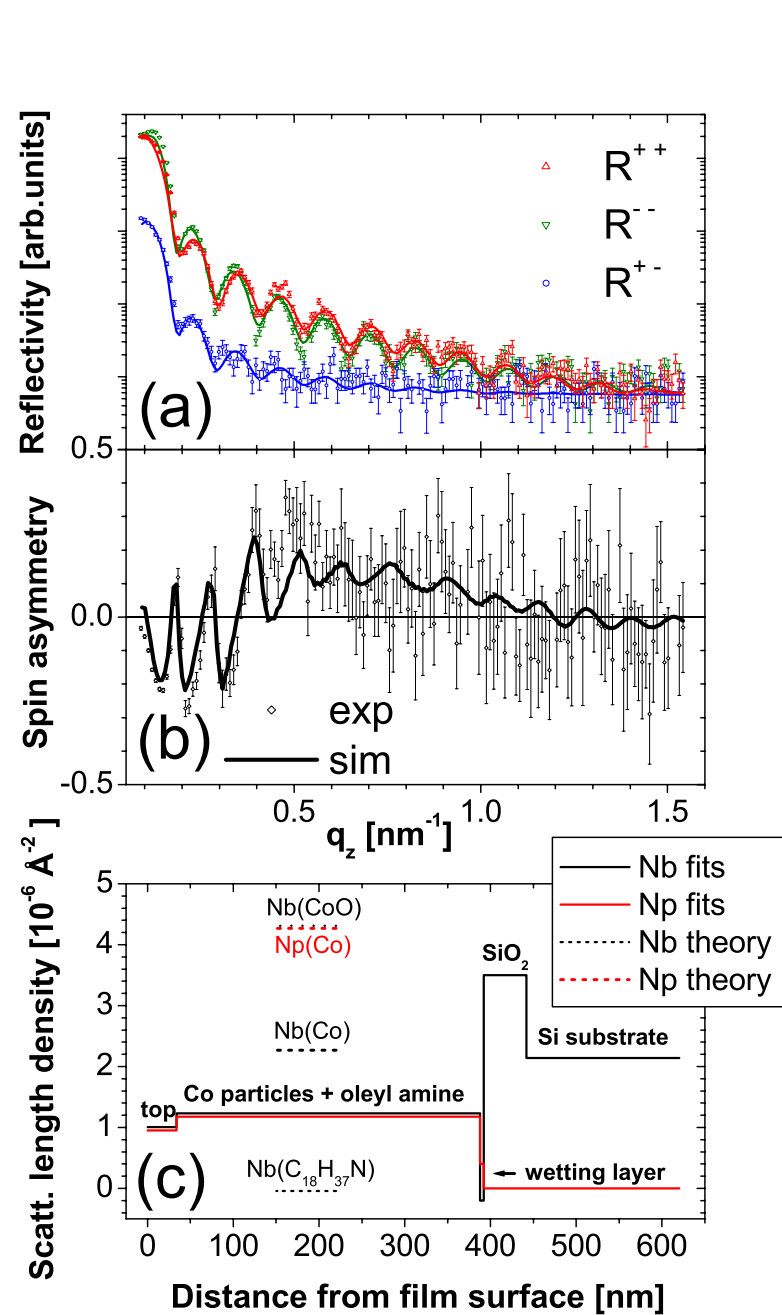 Reflectivity [arb.units]
R++
R--
R+-
(a)
0.5
Spin asymmetry
0.0
exp
(b)
sim
-0.5
0.5 1.0 1.5
qz [nm-1]
Scatt. length density [10-6 Å-2 ]
Nb fits
Np fits
Nb theory
Np theory
5
Nb(CoO)
4
Np(Co)
SiO2
3
Nb(Co)
Si substrate
2
Co particles + oleyl amine
top
1
Nb(C18H37N)
wetting layer
(c)
0
0 100 200 300 400 500 600
Distance from film surface [nm]